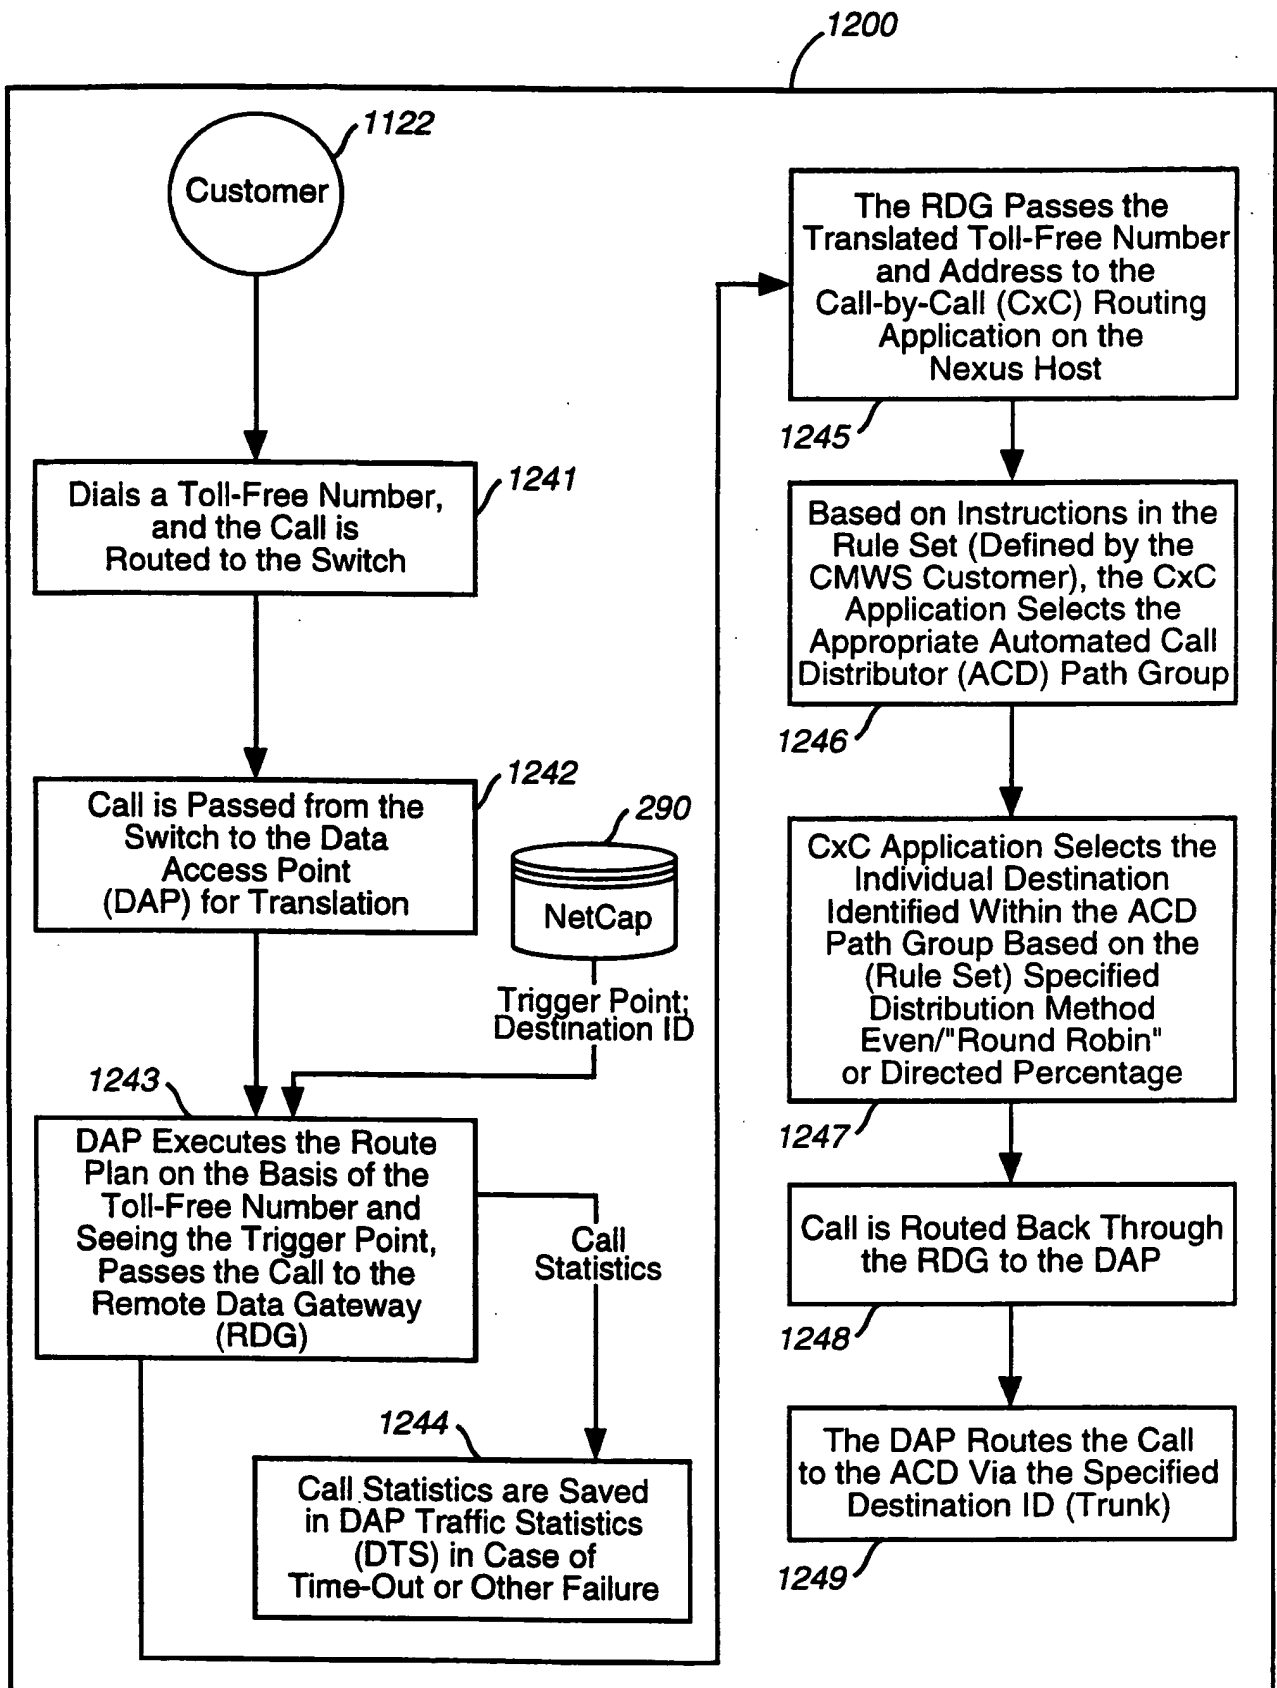 1200
1122
Customer
1241
Dials a Toll-Free Number,
and the Call is
Routed to the Switch
1242
Call is Passed from the
Switch to the Data
Access Point
(DAP) for Translation
290
NetCap
Trigger Point;
Destination ID
1243
DAP Executes the Route
Plan on the Basis of the
Toll-Free Number and
Seeing the Trigger Point,
Passes the Call to the
Remote Data Gateway
(RDG)
Call
Statistics
1244
Call Statistics are Saved
in DAP Traffic Statistics
(DTS) in Case of
Time-Out or Other Failure
The RDG Passes the
Translated Toll-Free Number
and Address to the
Call-by-Call (CxC) Routing
Application on the
Nexus Host
1245
Based on Instructions in the
Rule Set (Defined by the
CMWS Customer), the CxC
Application Selects the
Appropriate Automated Call
Distributor (ACD) Path Group
1246
CxC Application Selects the
Individual Destination
Identified Within the ACD
Path Group Based on the
(Rule Set) Specified
Distribution Method
Even/"Round Robin"
or Directed Percentage
1247
Call is Routed Back Through
the RDG to the DAP
1248
The DAP Routes the Call
to the ACD Via the Specified
Destination ID (Trunk)
1249